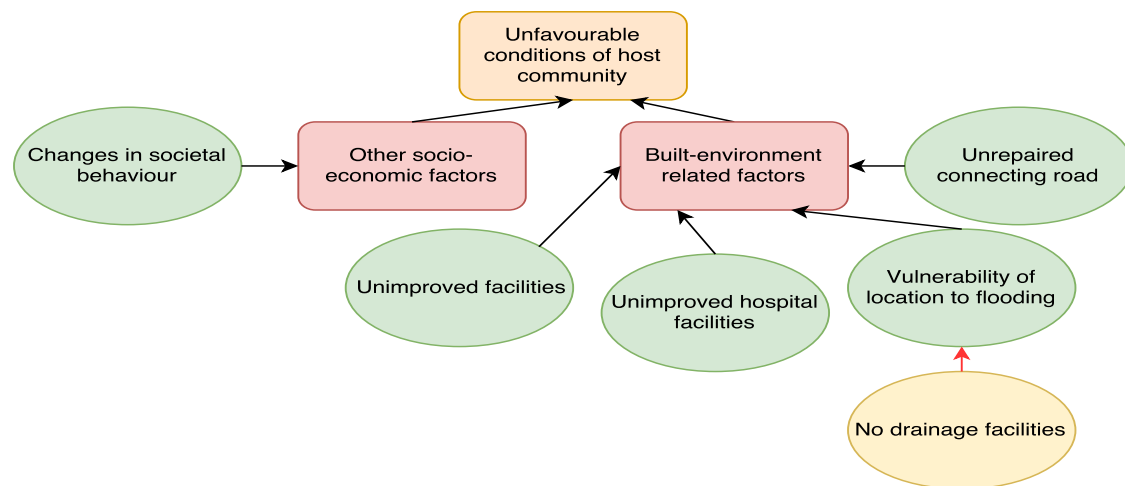 Unfavourable
conditions of host
community
Changes in societal
behaviour
Other socio-
economic factors
Built-environment
related factors
Unrepaired
connecting road
Unimproved facilities
Unimproved hospital
facilities
Vulnerability of
location to flooding
No drainage facilities